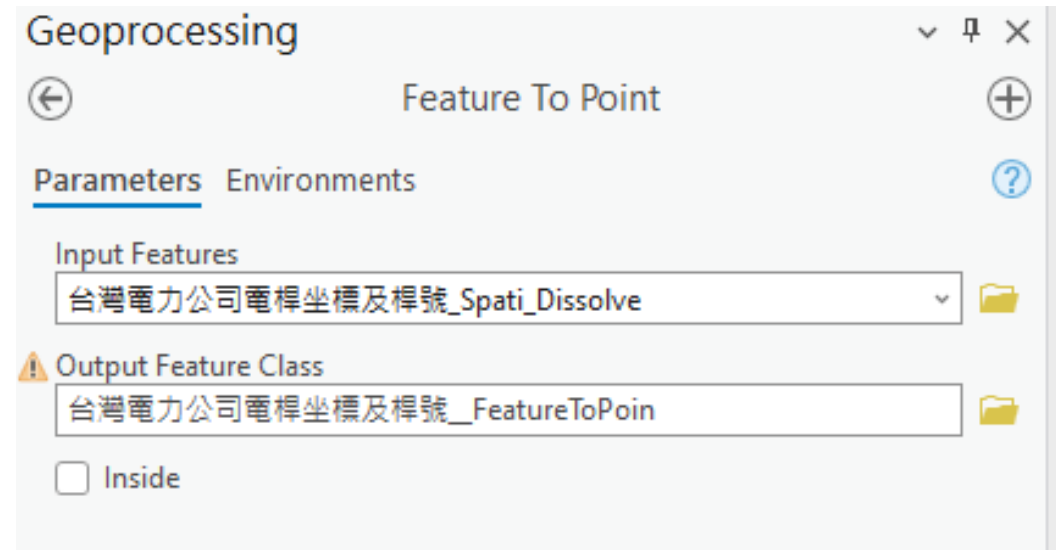 Geoprocessing
Feature To Point
Parameters Environments
Input Features
台灣電力公司電桿坐標及桿號_Spati_Dissolve
Output Feature Class
台灣電力公司電桿坐標及桿號__FeatureToPoin
Inside